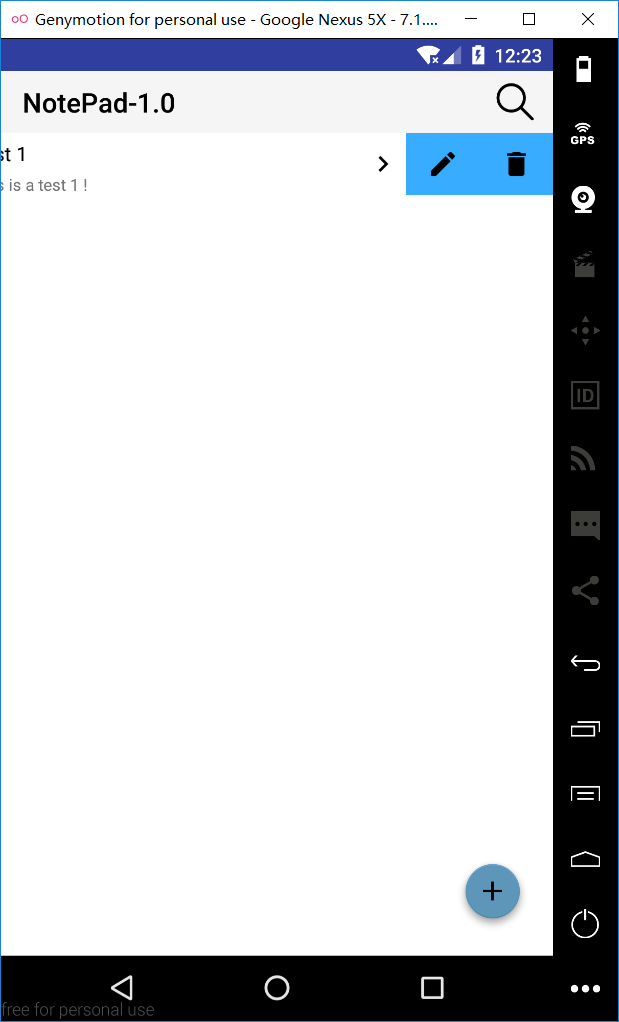 Genymotion for personal use - Google Nexus 5X - 7.1....
12:23
NotePad-1.0
GPS
st 1
s is a test 1 !
ID
free for personal use